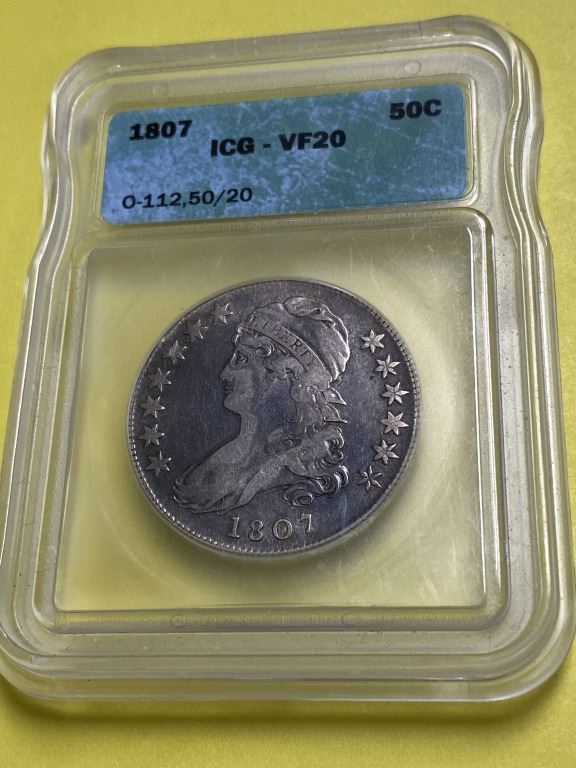 1807 50C
ICG - VF20
O-112,50/20
LIBERTY
1807